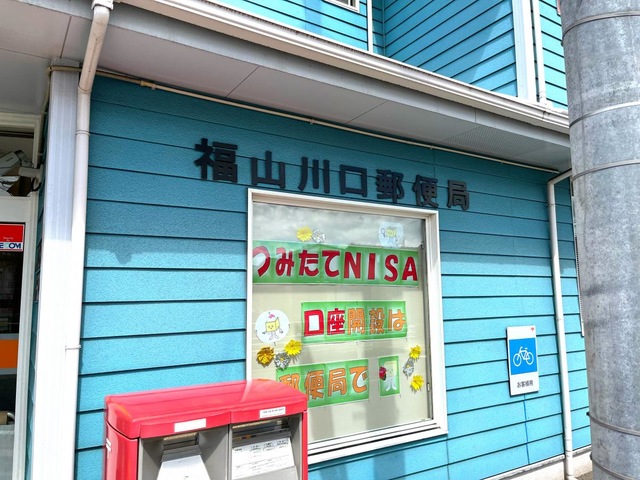 福山川口郵便局
つみたてNISA
口座開設は
郵便局で
お客様用